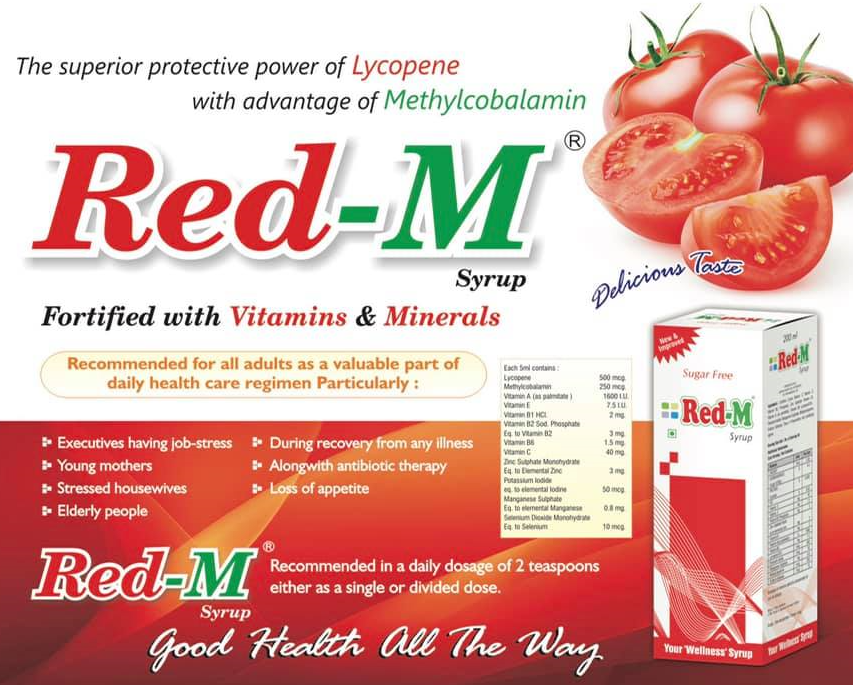 The superior protective power of Lycopene
with advantage of Methylcobalamin
Red-M®
Syrup
Delicious Taste
Fortified with Vitamins & Minerals
Recommended for all adults as a valuable part of
daily health care regimen Particularly :
Executives having job-stress
Young mothers
Stressed housewives
Elderly people
During recovery from any illness
Alongwith antibiotic therapy
Loss of appetite
Each 5ml contains :
Lycopene 500 mcg.
Methylcobalamin 250 mcg.
Vitamin A (as palmitate ) 1600 I.U.
Vitamin E 7.5 I.U.
Vitamin B1 HCl. 2 mg.
Vitamin B2 Sod. Phosphate
Eq. to Vitamin B2 3 mg.
Vitamin B6 1.5 mg.
Vitamin C 40 mg.
Zinc Sulphate Monohydrate
Eq. to Elemental Zinc 3 mg.
Potassium Iodide
eq. to elemental Iodine 50 mcg.
Manganese Sulphate
Eq. to elemental Manganese 0.8 mg.
Selenium Dioxide Monohydrate
Eq. to Selenium 10 mcg.
New &
Improved
Sugar Free
Red-M
Syrup
Your 'Wellness' Syrup
200 ml
Red-M
Syrup
Your 'Wellness' Syrup
Red-M®
Syrup
Recommended in a daily dosage of 2 teaspoons
either as a single or divided dose.
Good Health All The Way